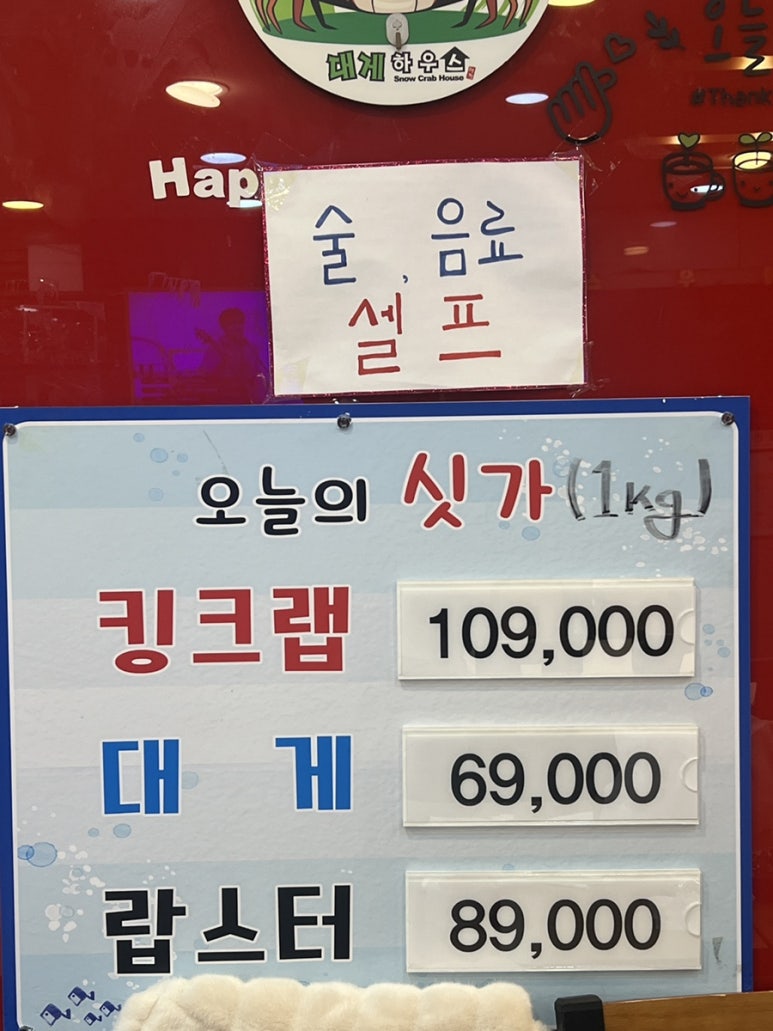 대게하우스
Snow Crab House
#Thank
Hap
술, 음료
셀프
오늘의 싯가 (1kg)
킹크랩 109,000
대 게 69,000
랍스터 89,000